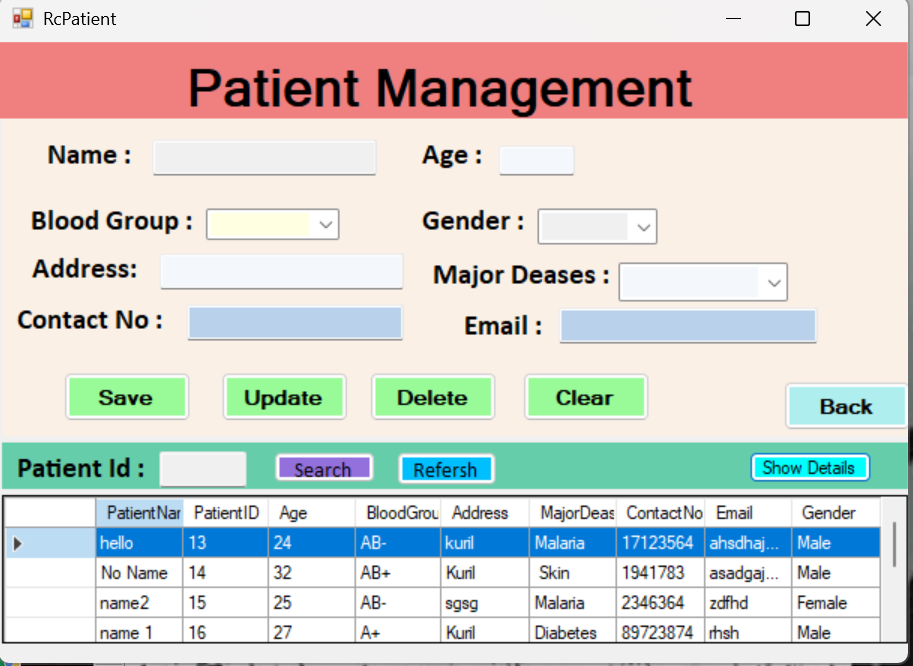 RcPatient
Patient Management
Name : Age :
Blood Group : Gender :
Address: Major Deases :
Contact No : Email :
Save Update Delete Clear Back
Patient Id : Search Refersh Show Details
PatientNar PatientID Age BloodGrou Address MajorDeas ContactNo Email Gender
hello 13 24 AB- kuril Malaria 17123564 ahsdhaj... Male
No Name 14 32 AB+ Kuril Skin 1941783 asadgaj... Male
name2 15 25 AB- sgsg Malaria 2346364 zdfhd Female
name 1 16 27 A+ Kuril Diabetes 89723874 rhsh Male